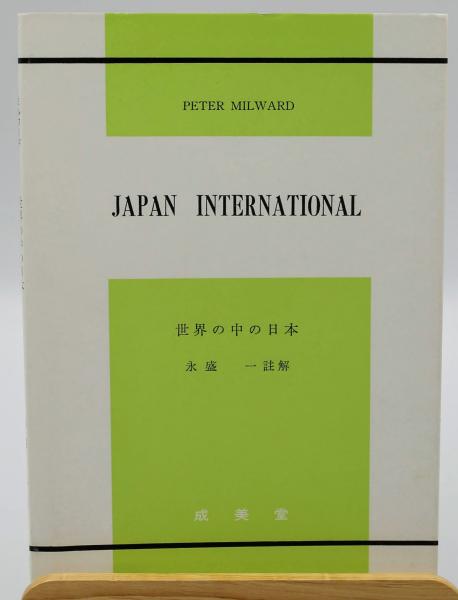 PETER MILWARD
JAPAN INTERNATIONAL
世界の中の日本
永盛 一註解
成美堂